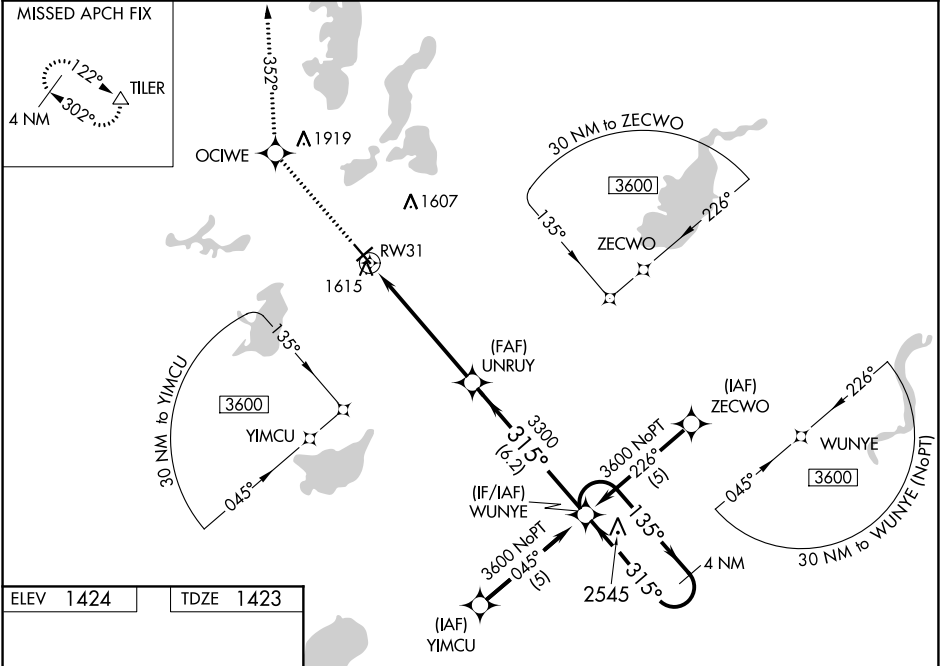 MISSED APCH FIX
122°
TILER
302°
4 NM
352°
OCIWE
1919
1607
RW31
1615
30 NM to ZECWO
3600
135°
226°
ZECWO
30 NM to YIMCU
135°
3600
YIMCU
045°
(FAF)
UNRUY
3300
315°
(6.2)
(IAF)
ZECWO
3600 NoPT
226°
(5)
(IF/IAF)
WUNYE
135°
315°
4 NM
2545
3600 NoPT
045°
(5)
(IAF)
YIMCU
226°
WUNYE
045°
3600
30 NM to WUNYE (NoPT)
ELEV 1424
TDZE 1423